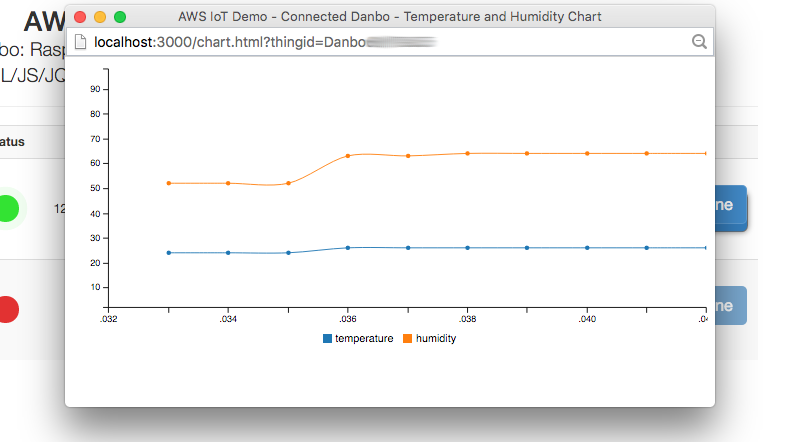 AWS IoT Demo - Connected Danbo - Temperature and Humidity Chart
localhost:3000/chart.html?thingid=Danbo
AW
bo: Rasp
L/JS/JQ
atus
12
ne
ne
90
80
70
60
50
40
30
20
10
.032 .034 .036 .038 .040 .04
temperature humidity